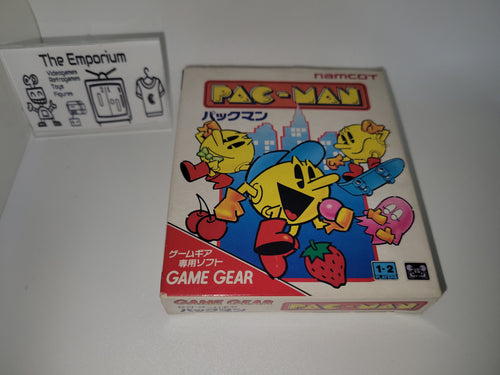 The Emporium
Videogames
Retrogames
Toys
Figures
namcot
PAC-MAN
パックマン
ゲームギア
専用ソフト
GAME GEAR
1-2
PLAYERS
GAME GEAR
パックマン
PAC-MAN